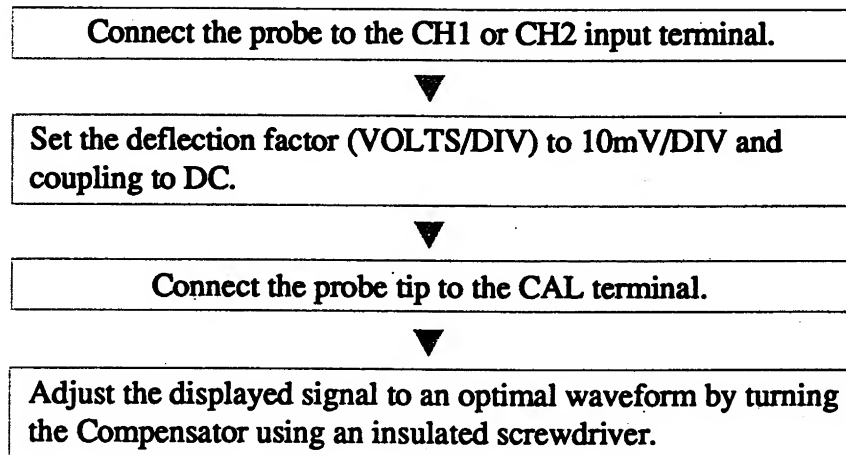 Connect the probe to the CH1 or CH2 input terminal.
Set the deflection factor (VOLTS/DIV) to 10mV/DIV and
coupling to DC.
Connect the probe tip to the CAL terminal.
Adjust the displayed signal to an optimal waveform by turning
the Compensator using an insulated screwdriver.